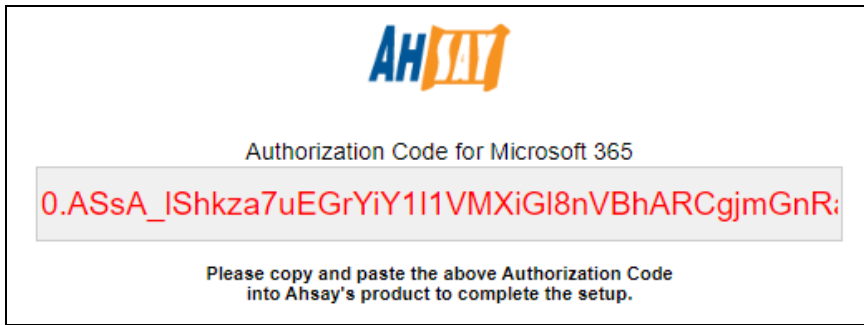 AHSAY
Authorization Code for Microsoft 365
0.ASsA_lShkza7uEGrYiY1l1VMXiGl8nVBhARCgjmGnRa
Please copy and paste the above Authorization Code
into Ahsay's product to complete the setup.